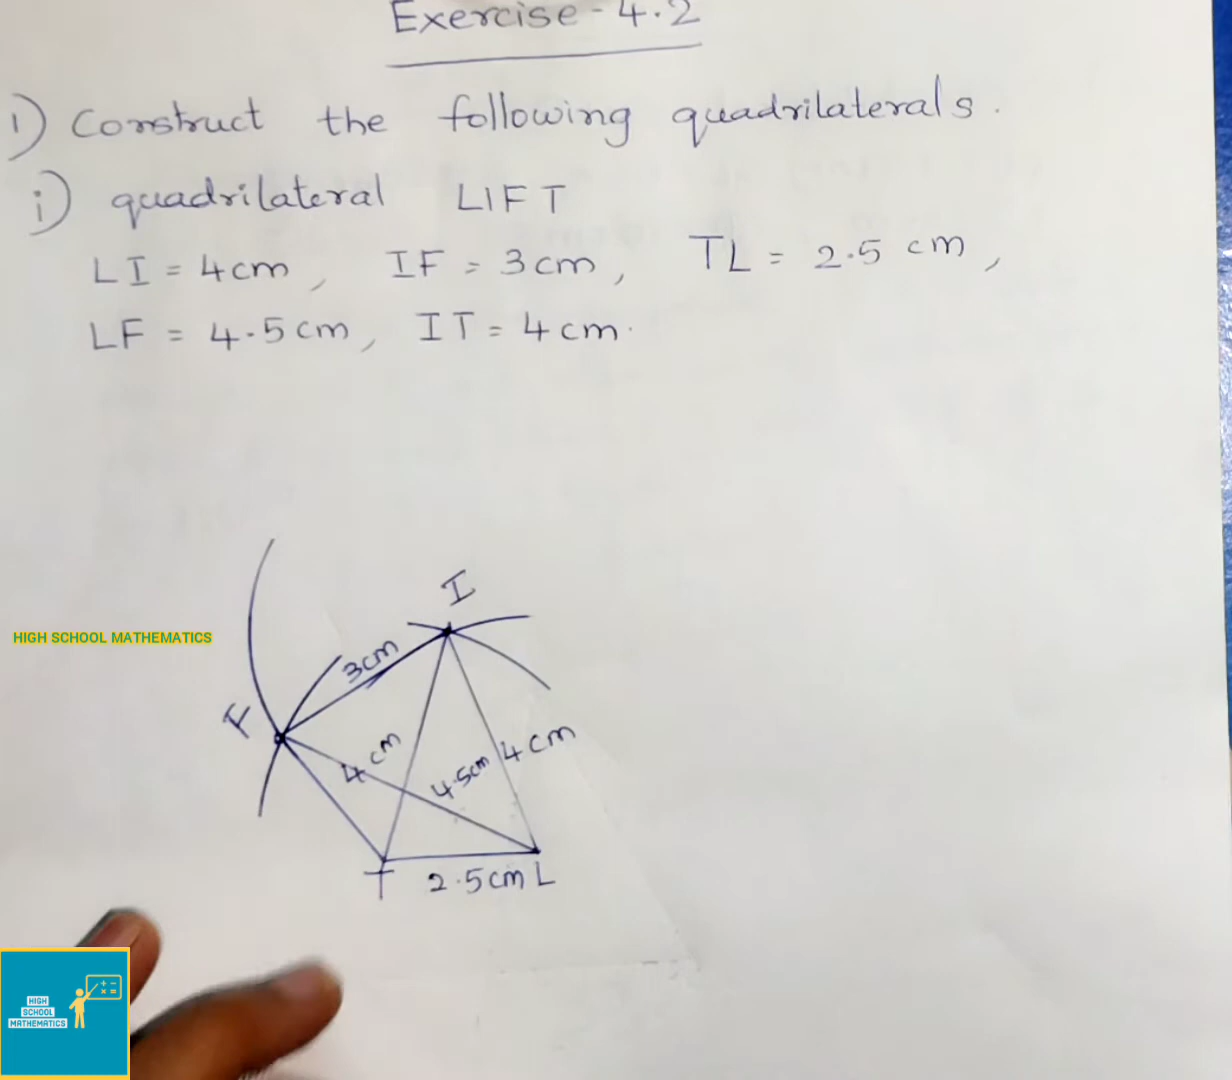 Exercise - 4.2
1) Construct the following quadrilaterals.
i) quadrilateral LIFT
LI = 4cm, IF = 3cm, TL = 2.5 cm,
LF = 4.5cm, IT = 4cm.
I
HIGH SCHOOL MATHEMATICS
3cm
F
4cm
4.5cm
4cm
T 2.5cm L
+ -
× =
HIGH
SCHOOL
MATHEMATICS